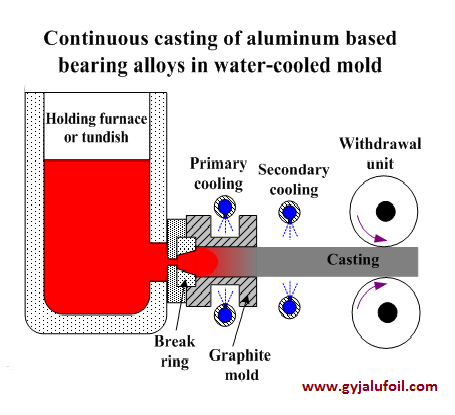 Continuous casting of aluminum based
bearing alloys in water-cooled mold
Holding furnace
or tundish
Primary
cooling
Secondary
cooling
Withdrawal
unit
Casting
Break
ring
Graphite
mold
www.gyjalufoil.com